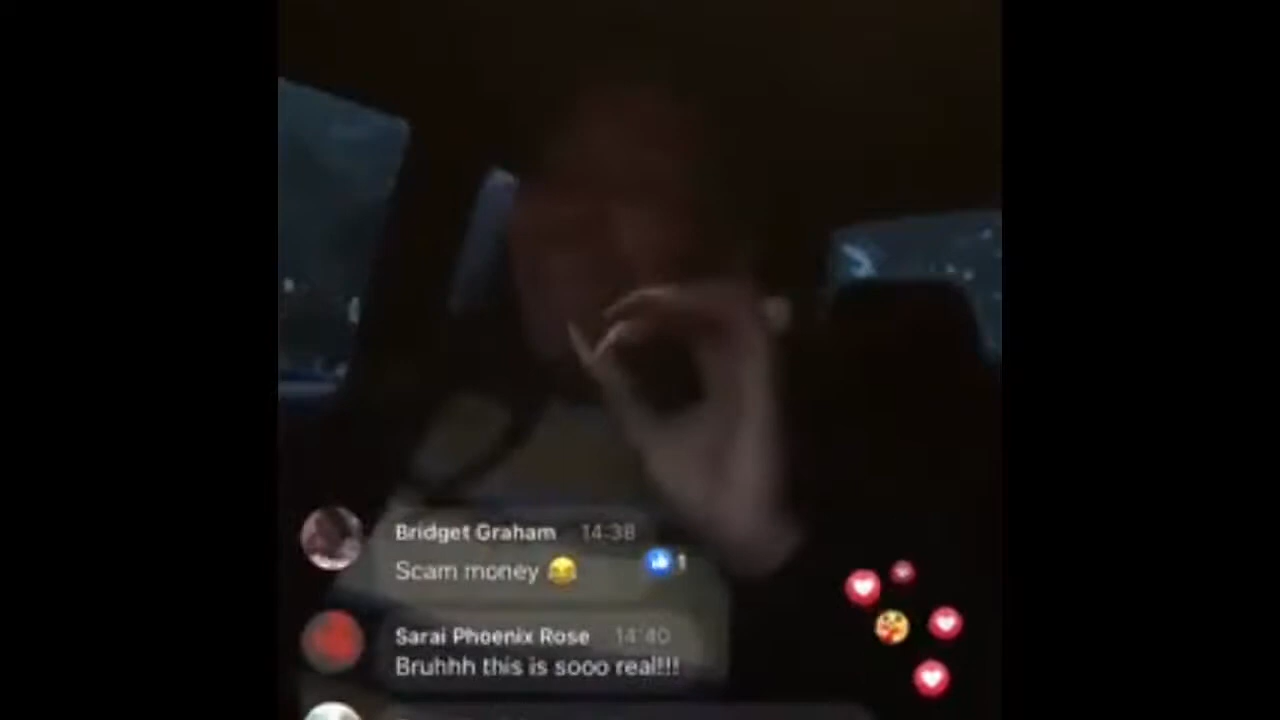 Bridget Graham 14:38
Scam money 😂 1
Sarai Phoenix Rose 14:40
Bruhhh this is sooo real!!!